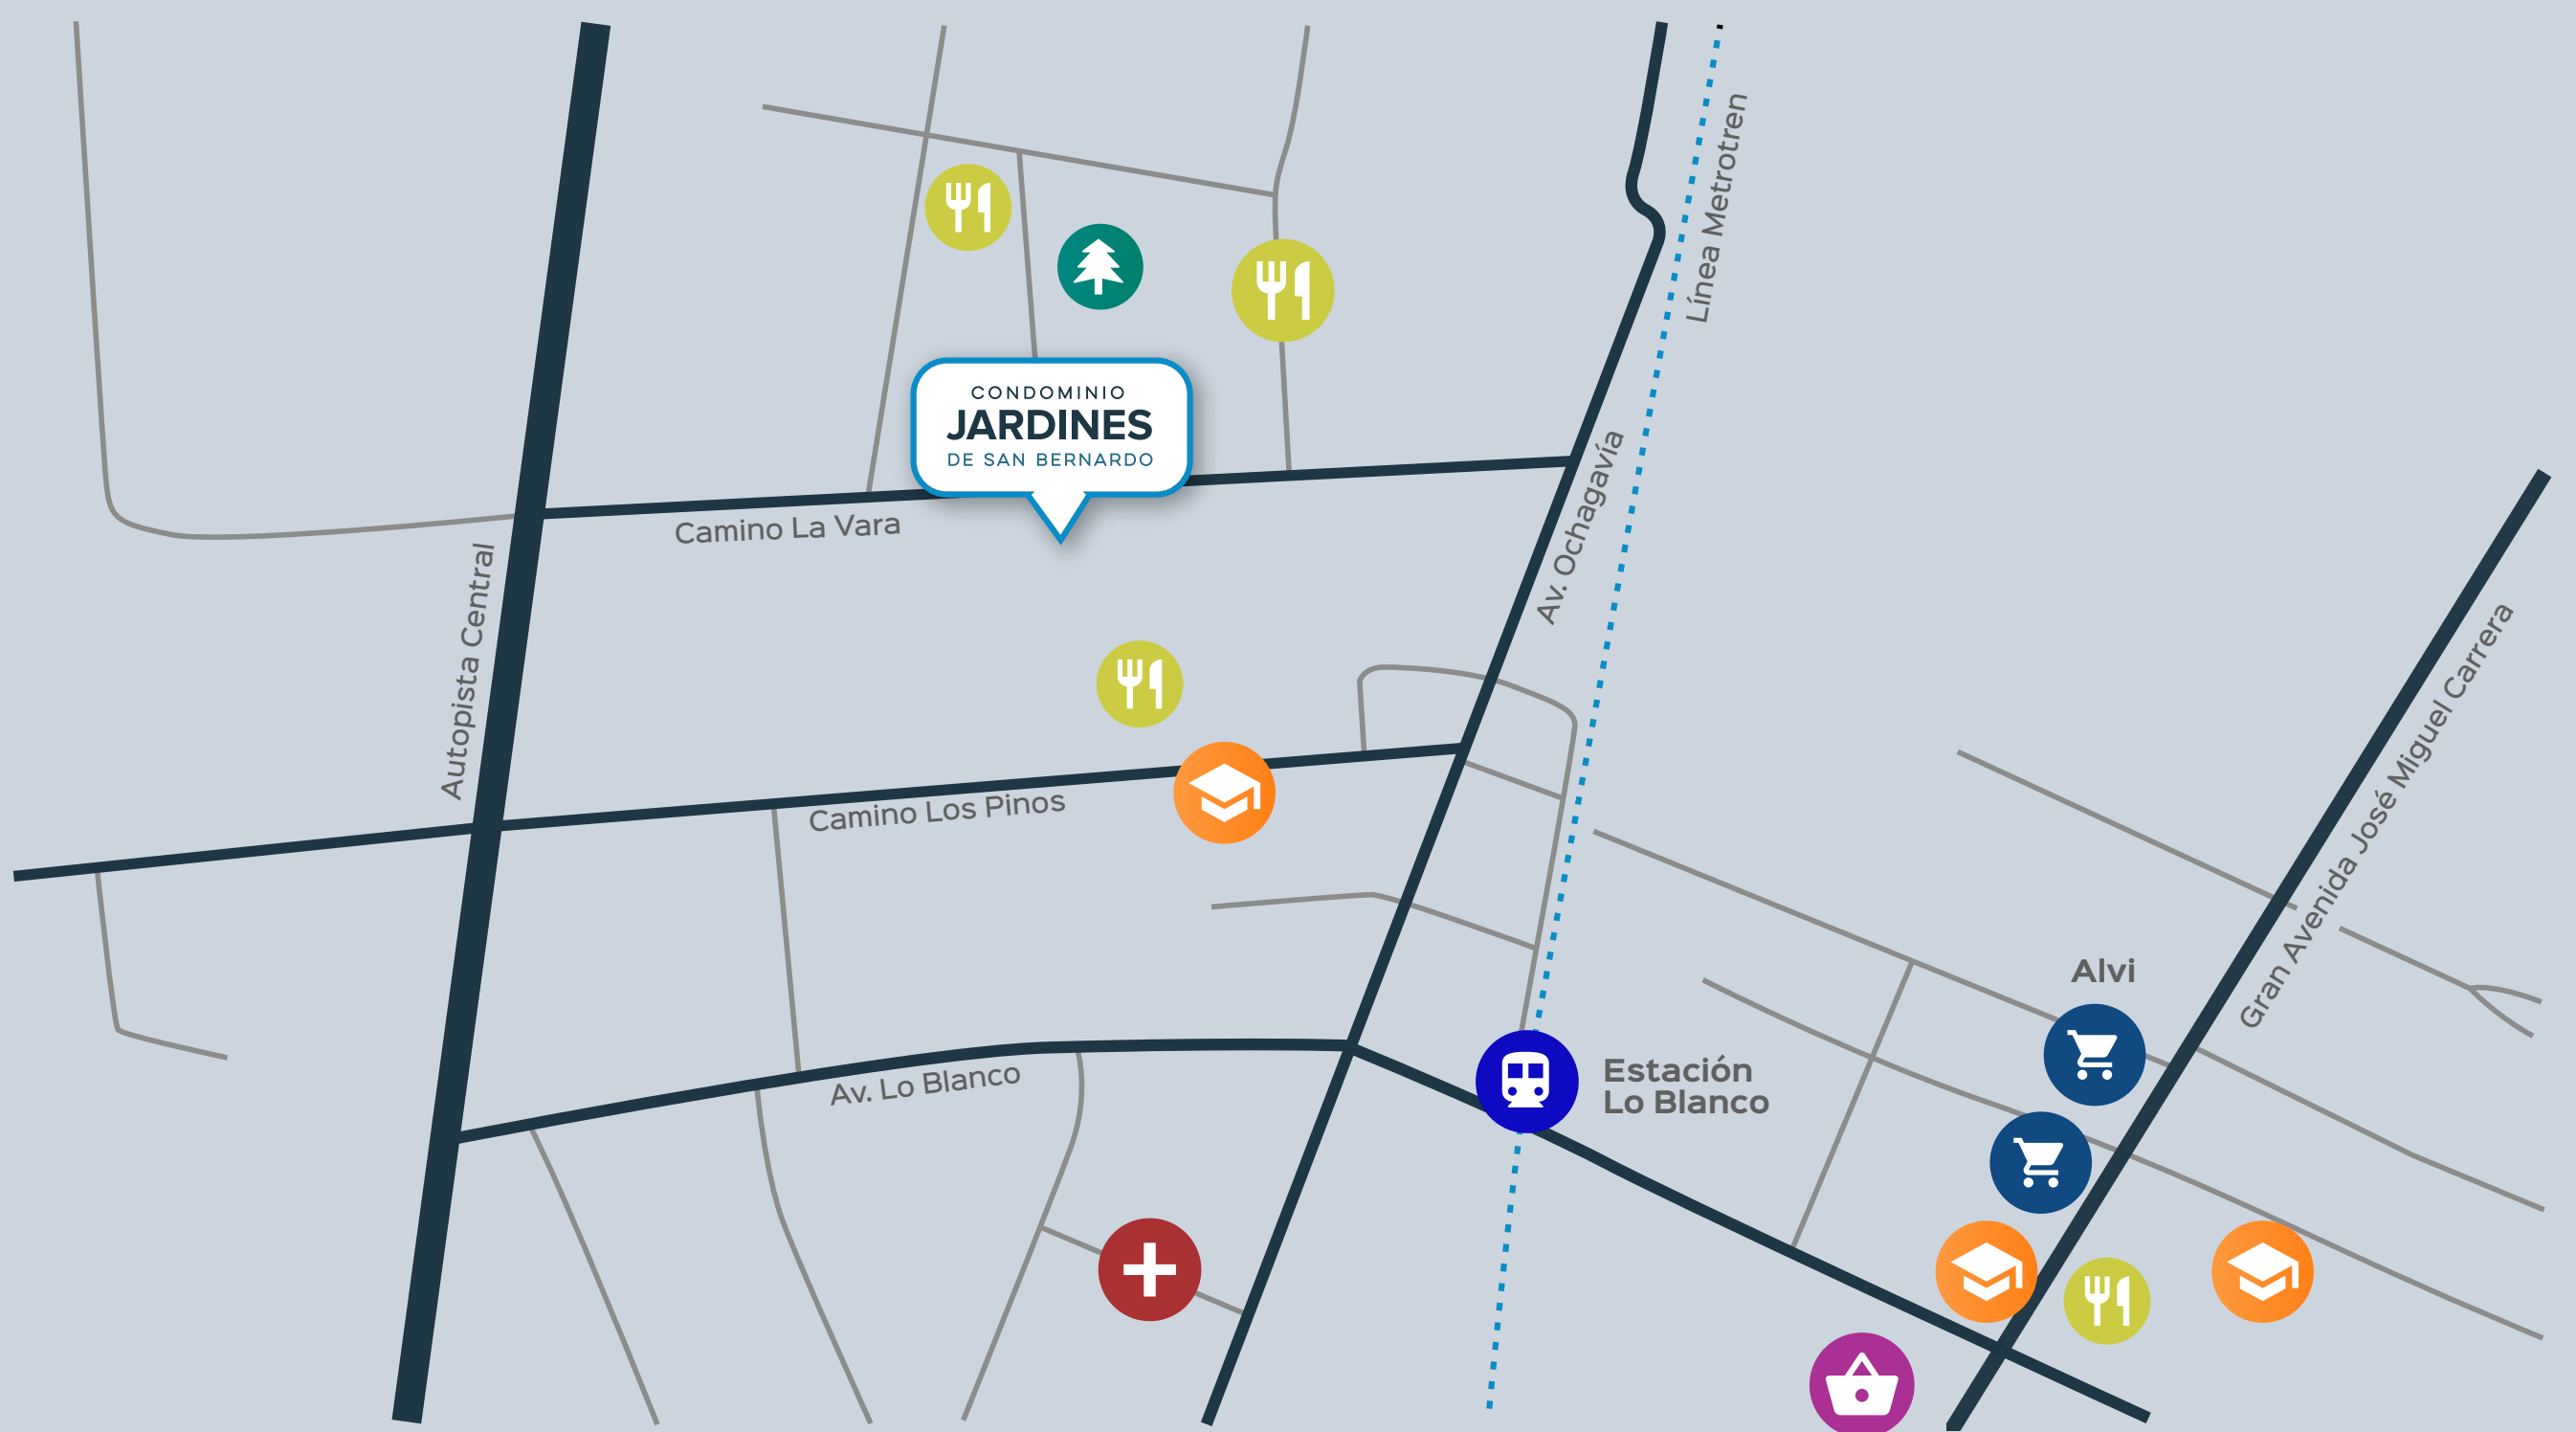 Línea Metrotren
CONDOMINIO
JARDINES
DE SAN BERNARDO
Camino La Vara
Av. Ochagavía
Autopista Central
Gran Avenida José Miguel Carrera
Camino Los Pinos
Alvi
Estación
Lo Blanco
Av. Lo Blanco